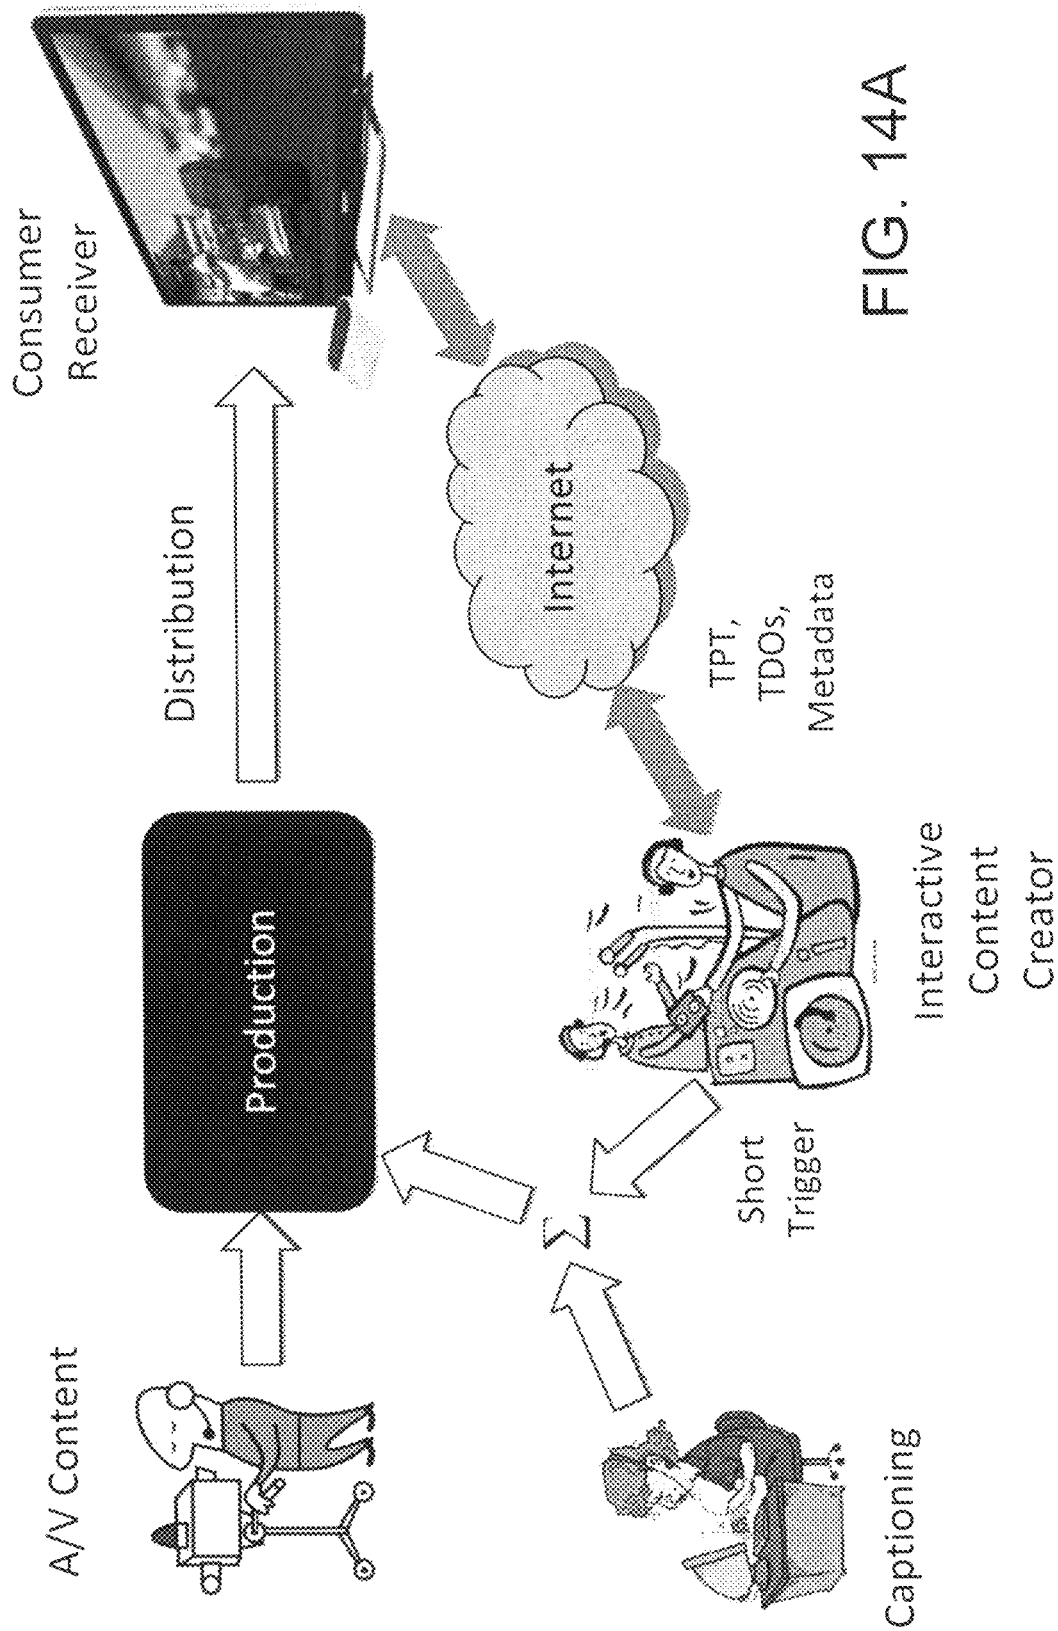 A/V Content
Production
Distribution
Consumer
Receiver
Captioning
Short
Trigger
Interactive
Content
Creator
TPT,
TDOs,
Metadata
Internet
FIG. 14A